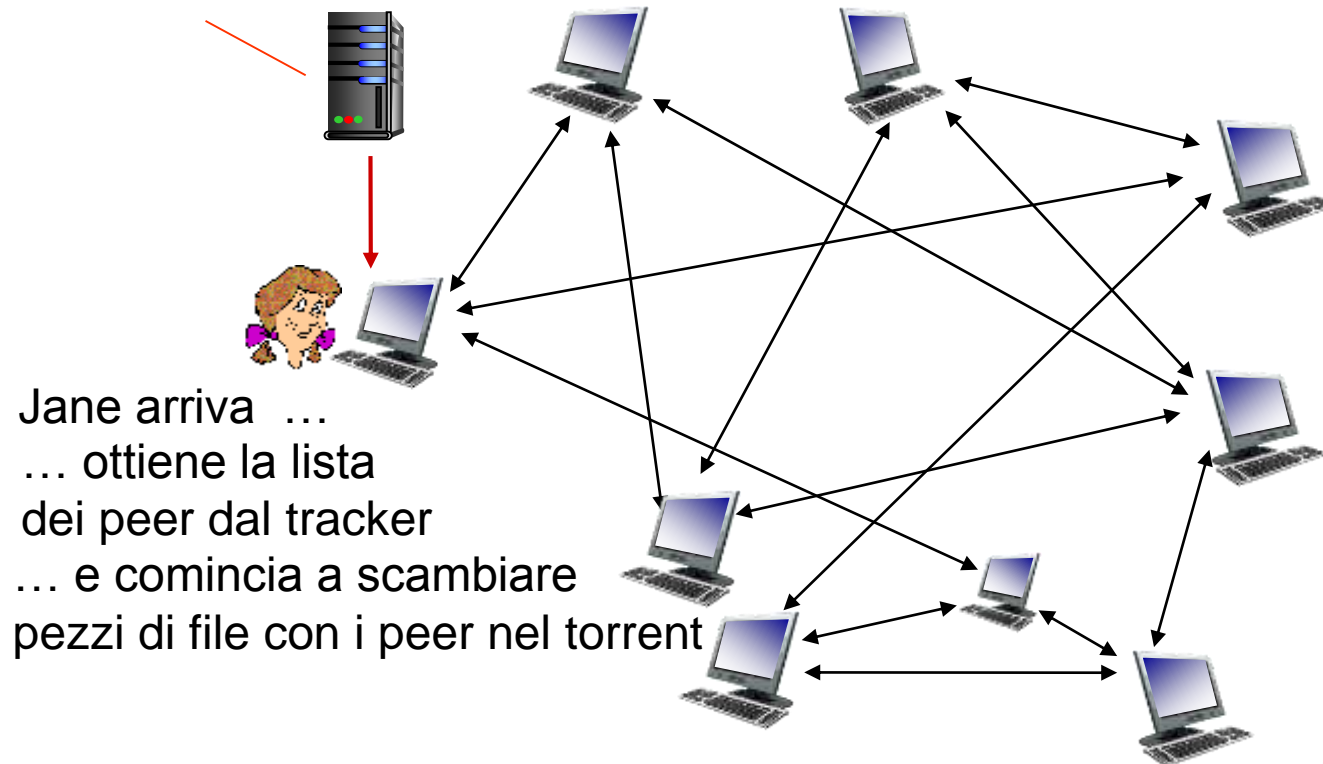 Jane arriva …
… ottiene la lista
dei peer dal tracker
… e comincia a scambiare
pezzi di file con i peer nel torrent